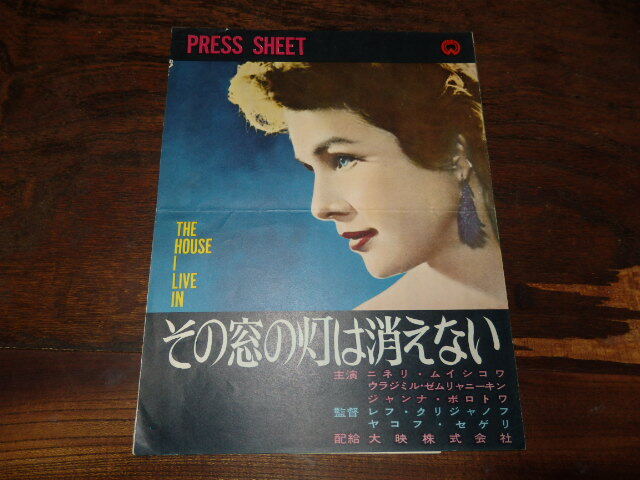 PRESS SHEET
THE
HOUSE
I
LIVE
IN
その窓の灯は消えない
主演 ニネリ・ムイシコワ
ウラジミル・ゼムリャニーキン
ジャンナ・ボロトワ
監督 レフ・クリジャノフ
ヤコフ・セゲリ
配給 大映株式会社